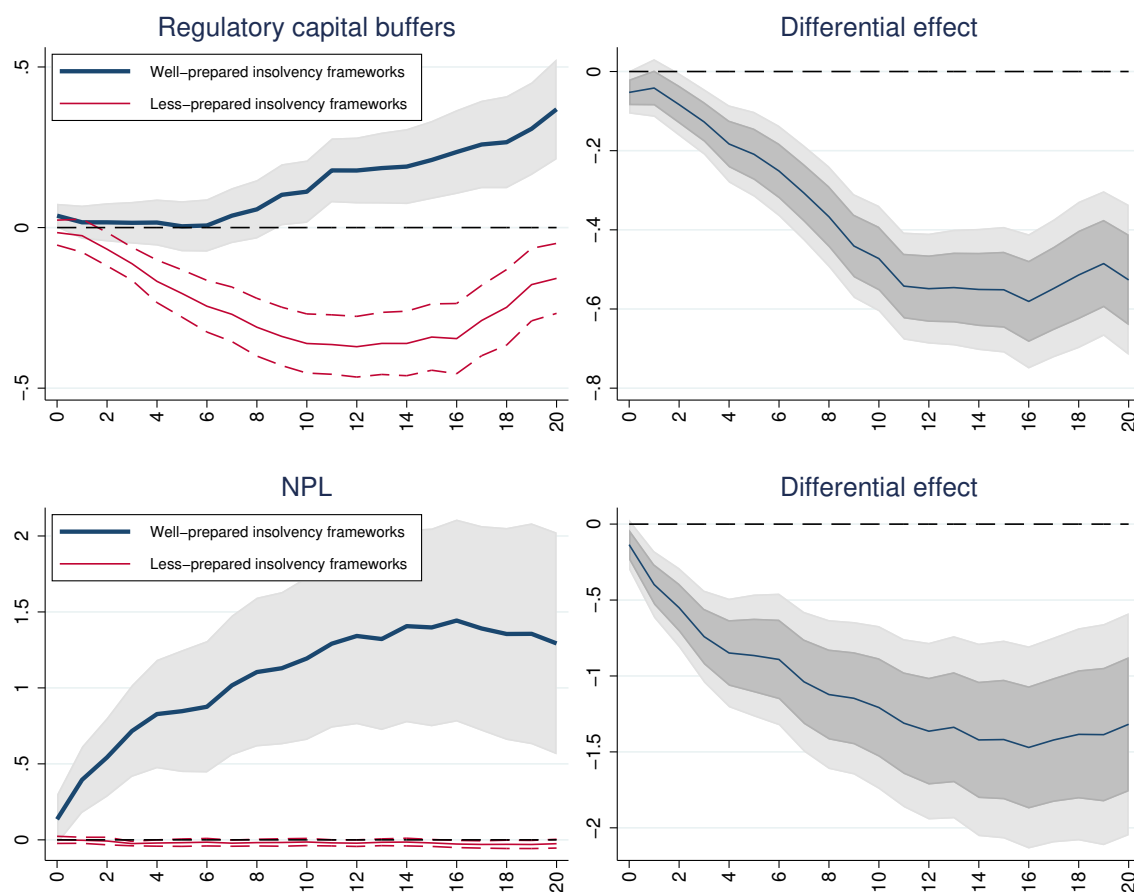 Regulatory capital buffers
Well−prepared insolvency frameworks
Less−prepared insolvency frameworks
.5
0
−.5
0 2 4 6 8 10 12 14 16 18 20
Differential effect
0
−.2
−.4
−.6
−.8
0 2 4 6 8 10 12 14 16 18 20
NPL
Well−prepared insolvency frameworks
Less−prepared insolvency frameworks
2
1.5
1
.5
0
0 2 4 6 8 10 12 14 16 18 20
Differential effect
0
−.5
−1
−1.5
−2
0 2 4 6 8 10 12 14 16 18 20